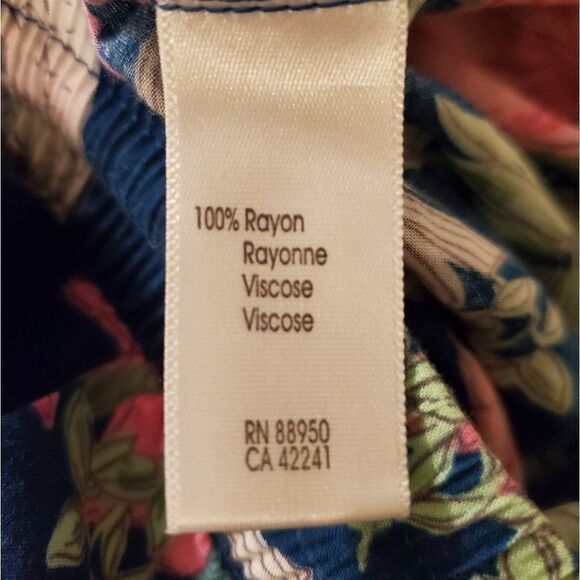 100% Rayon
Rayonne
Viscose
Viscose
RN 88950
CA 42241